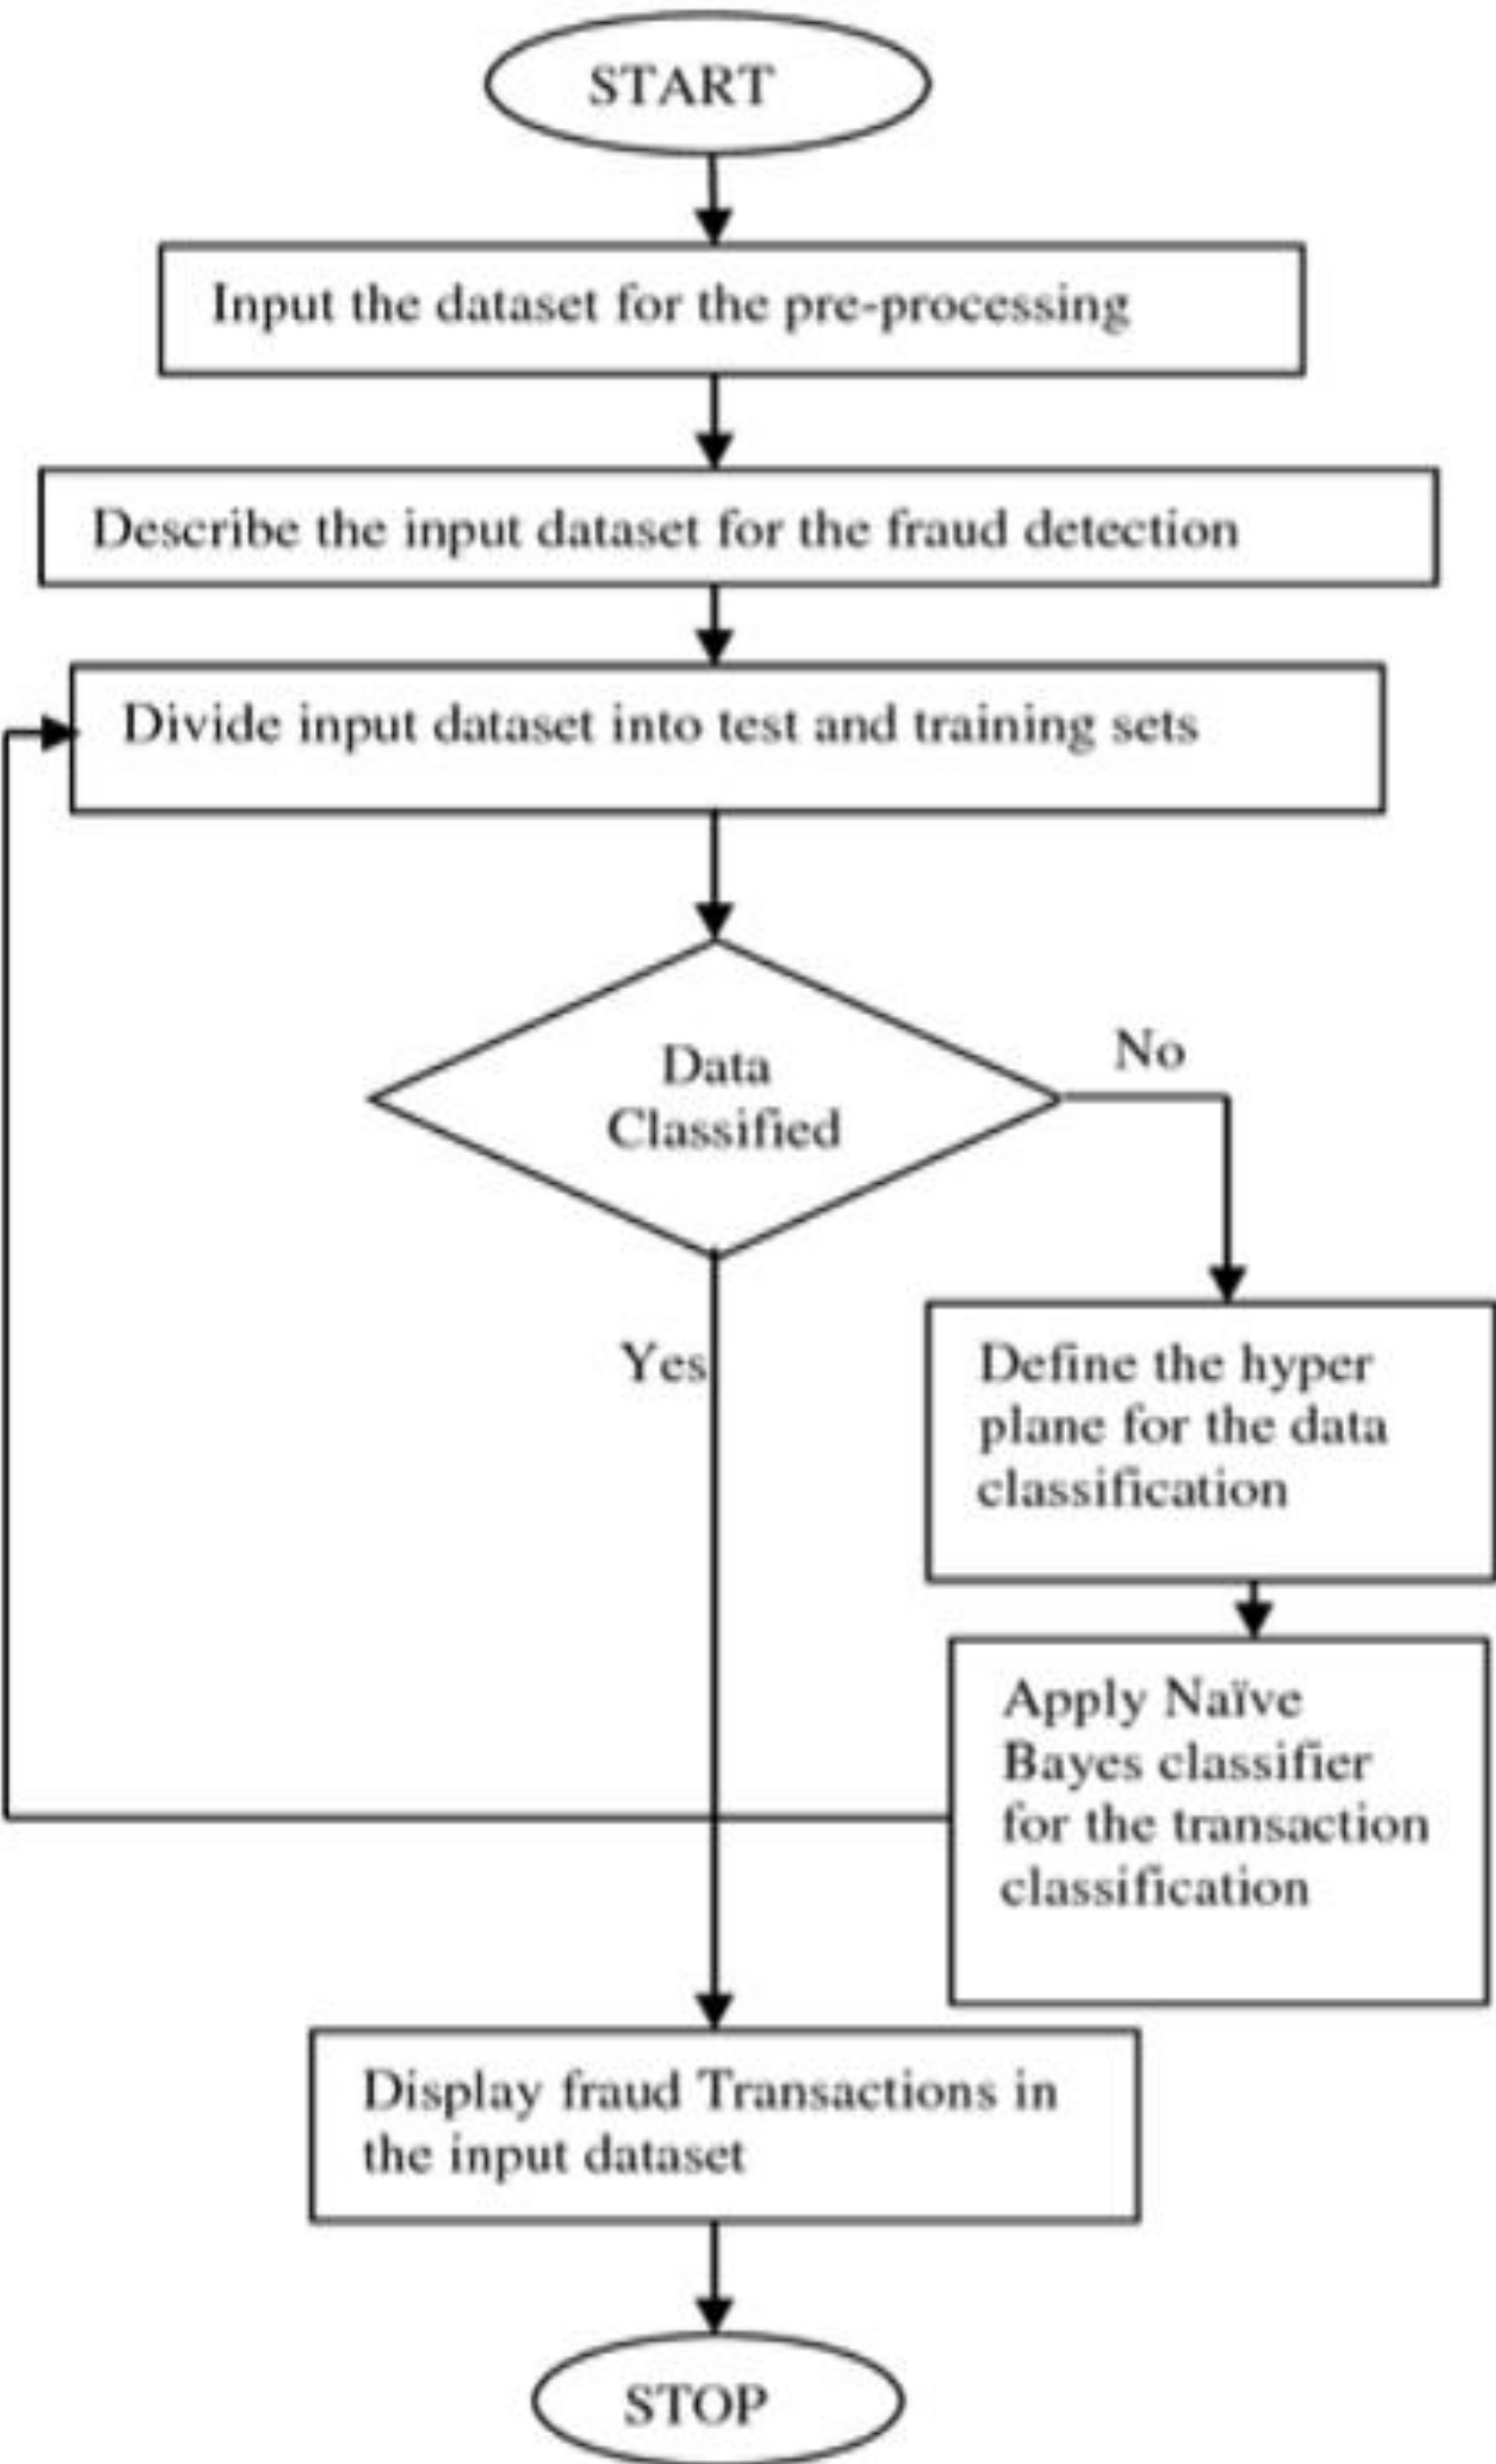 START
Input the dataset for the pre-processing
Describe the input dataset for the fraud detection
Divide input dataset into test and training sets
Data
Classified
No
Yes
Define the hyper
plane for the data
classification
Apply Naïve
Bayes classifier
for the transaction
classification
Display fraud Transactions in
the input dataset
STOP